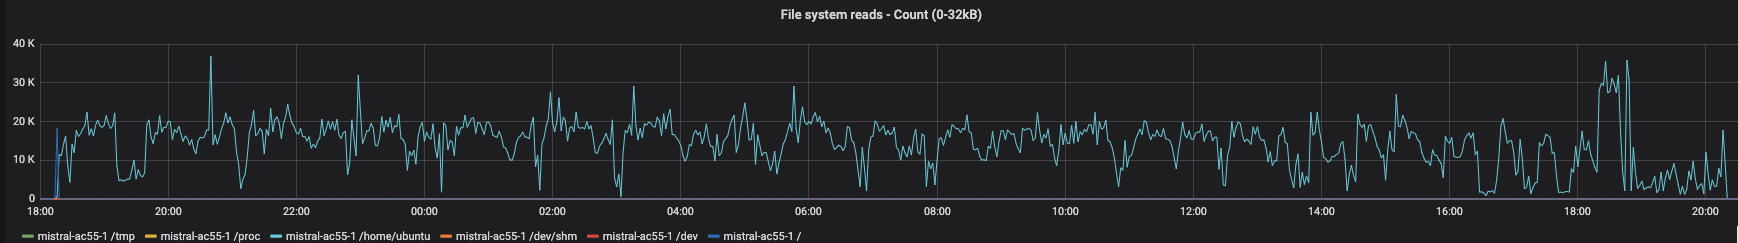 File system reads - Count (0-32kB)
40 K
30 K
20 K
10 K
0
18:00 20:00 22:00 00:00 02:00 04:00 06:00 08:00 10:00 12:00 14:00 16:00 18:00 20:00
mistral-ac55-1 /tmp mistral-ac55-1 /proc mistral-ac55-1 /home/ubuntu mistral-ac55-1 /dev/shm mistral-ac55-1 /dev mistral-ac55-1 /